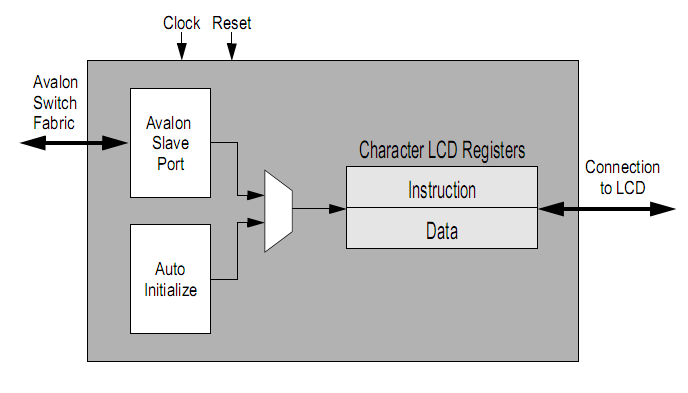 Clock Reset
Avalon
Switch
Fabric
Avalon
Slave
Port
Character LCD Registers
Instruction
Data
Connection
to LCD
Auto
Initialize